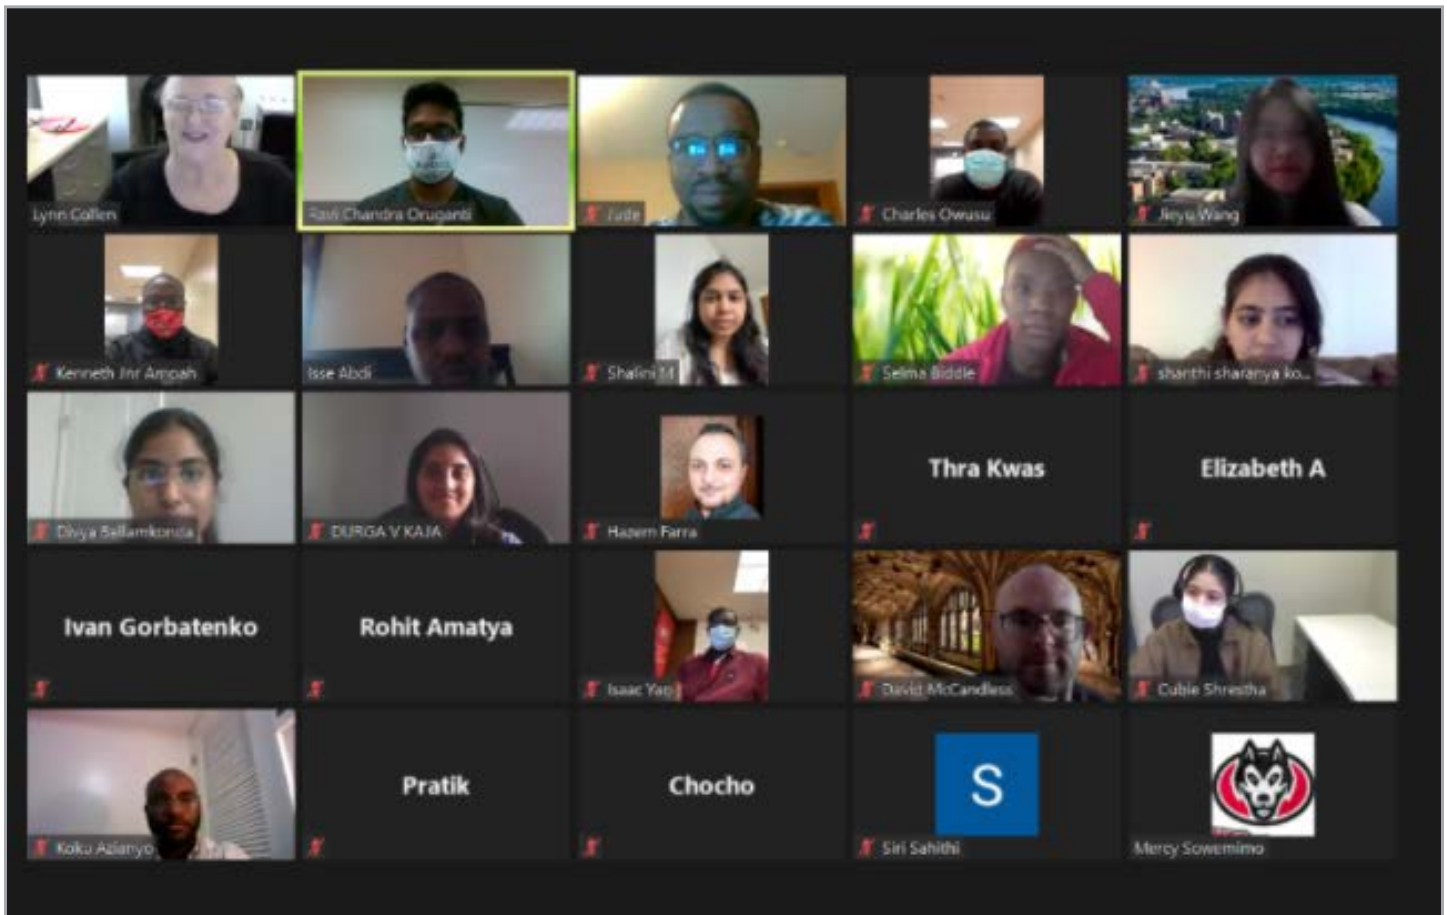 Lynn Collen
Ravi Chandra Oruganti
Jude
Charles Owusu
Jieyu Wang
Kenneth Jnr Ampah
Isse Abdi
Shalini M
Selma Biddle
shanthi sharanya ko...
Divya Bellamkonda
DURGA V KAJA
Hazem Farra
Thra Kwas
Elizabeth A
Ivan Gorbatenko
Rohit Amatya
Isaac Yao
David McCandless
Cubie Shrestha
Koku Azianyo
Pratik
Chocho
S
Siri Sahithi
Mercy Sowemimo